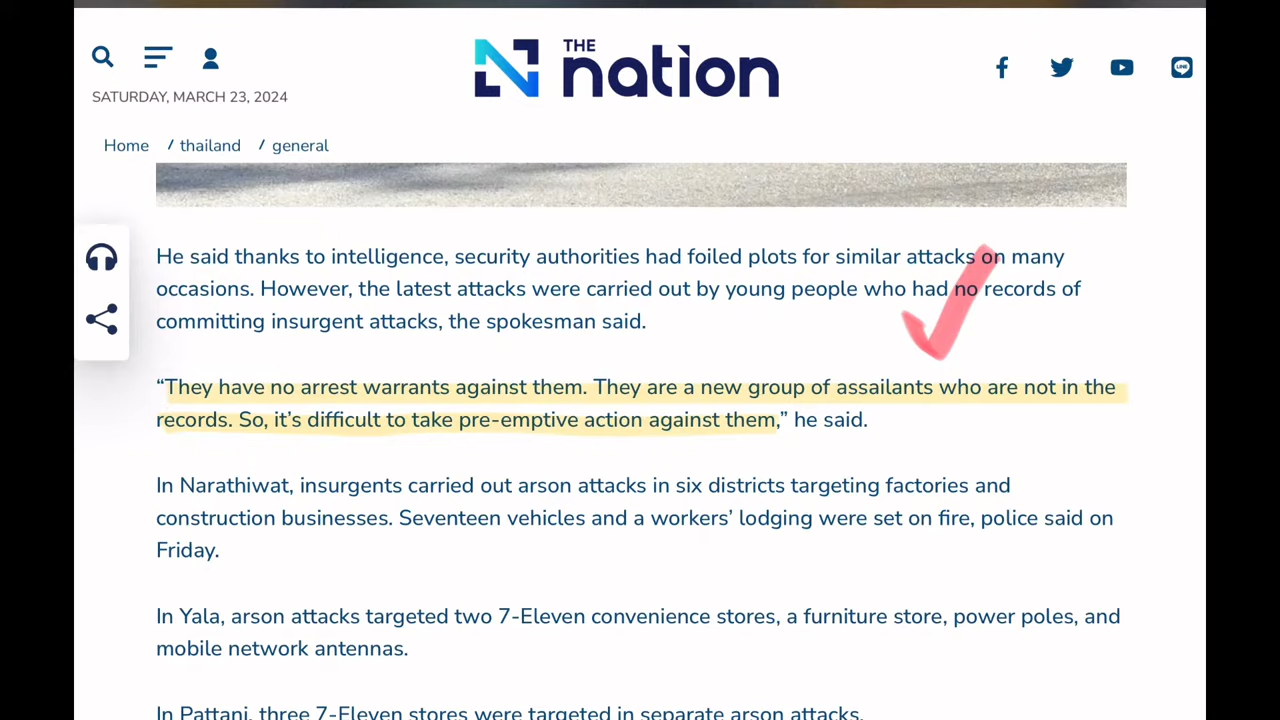 THE
nation
SATURDAY, MARCH 23, 2024
LINE
Home / thailand / general
He said thanks to intelligence, security authorities had foiled plots for similar attacks on many
occasions. However, the latest attacks were carried out by young people who had no records of
committing insurgent attacks, the spokesman said.
“They have no arrest warrants against them. They are a new group of assailants who are not in the
records. So, it’s difficult to take pre-emptive action against them,” he said.
In Narathiwat, insurgents carried out arson attacks in six districts targeting factories and
construction businesses. Seventeen vehicles and a workers’ lodging were set on fire, police said on
Friday.
In Yala, arson attacks targeted two 7-Eleven convenience stores, a furniture store, power poles, and
mobile network antennas.
In Pattani, three 7-Eleven stores were targeted in separate arson attacks.